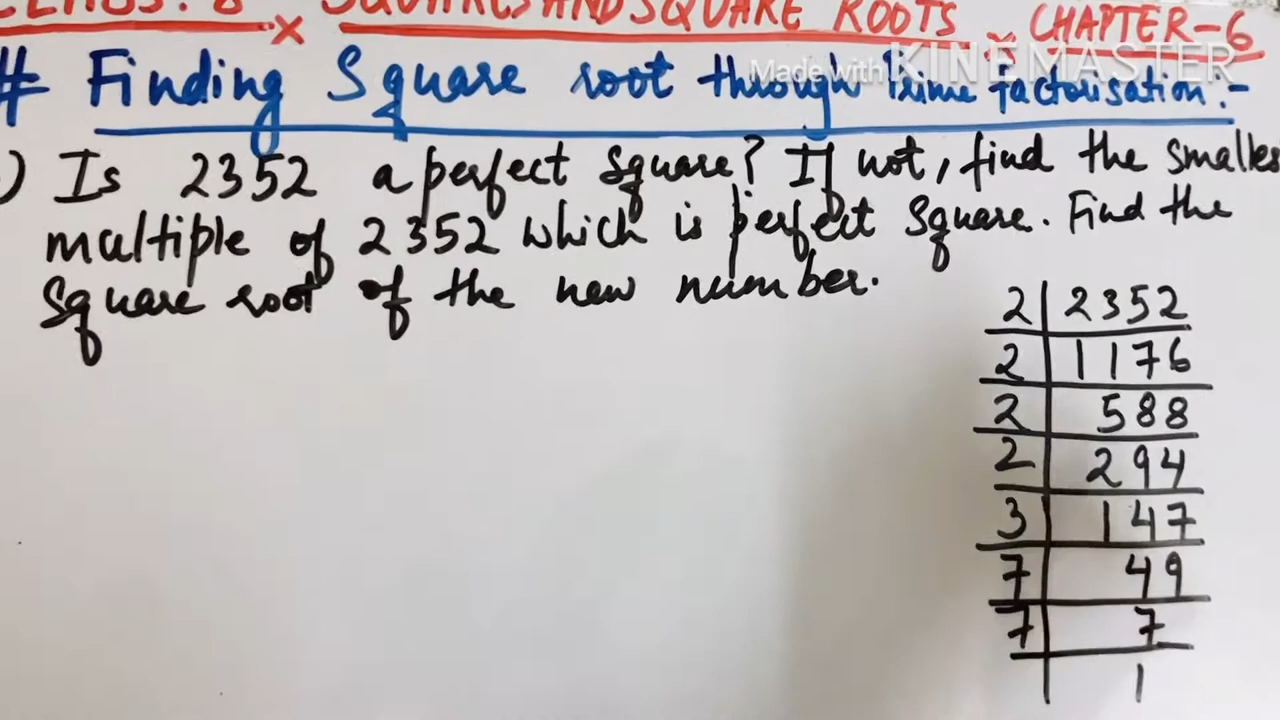 CLASS: 8 × SQUARES AND SQUARE ROOTS × CHAPTER-6
Made with KINEMASTER
# Finding Square root through Prime factorisation:-
) Is 2352 a perfect square? If not, find the smalles
multiple of 2352 which is perfect square. Find the
square root of the new number.
2 | 2352
2 | 1176
2 | 588
2 | 294
3 | 147
7 | 49
7 | 7
| 1